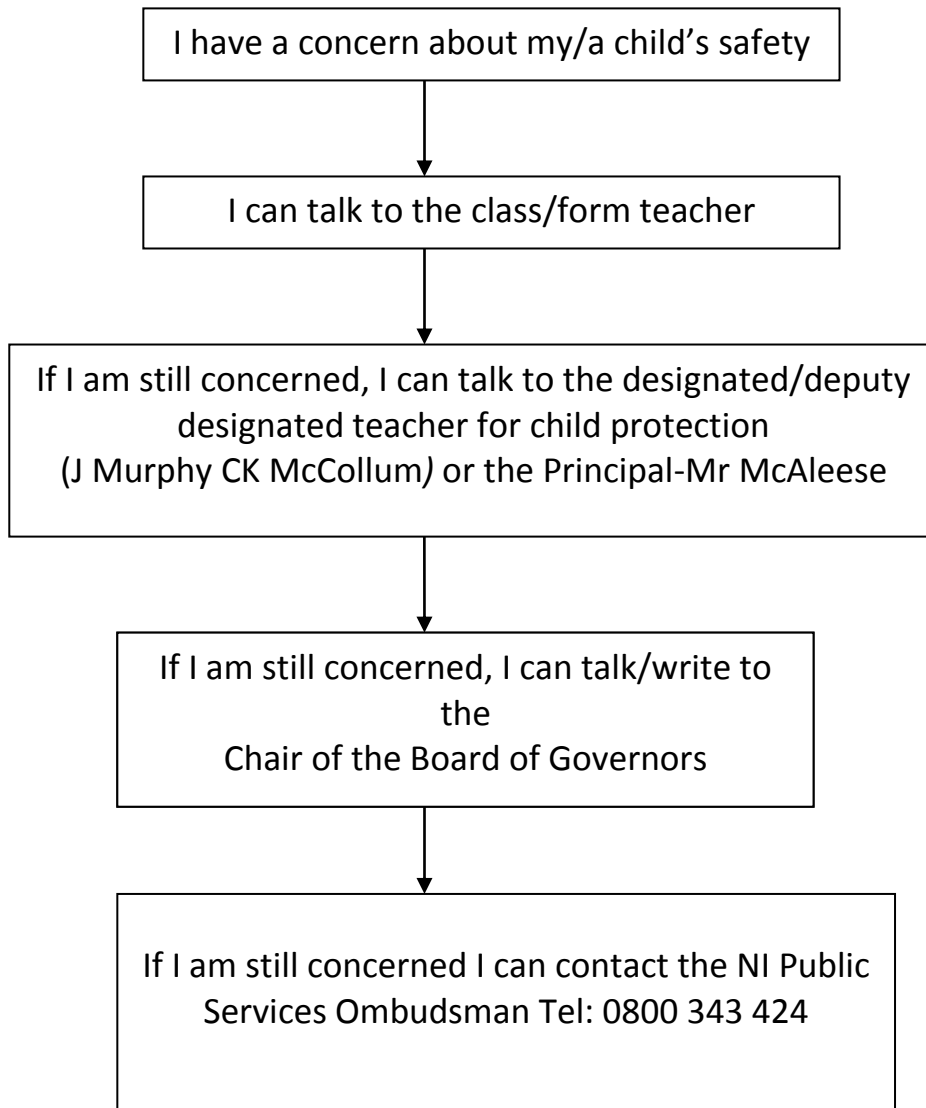 I have a concern about my/a child’s safety
I can talk to the class/form teacher
If I am still concerned, I can talk to the designated/deputy
designated teacher for child protection
(J Murphy CK McCollum) or the Principal-Mr McAleese
If I am still concerned, I can talk/write to
the
Chair of the Board of Governors
If I am still concerned I can contact the NI Public
Services Ombudsman Tel: 0800 343 424